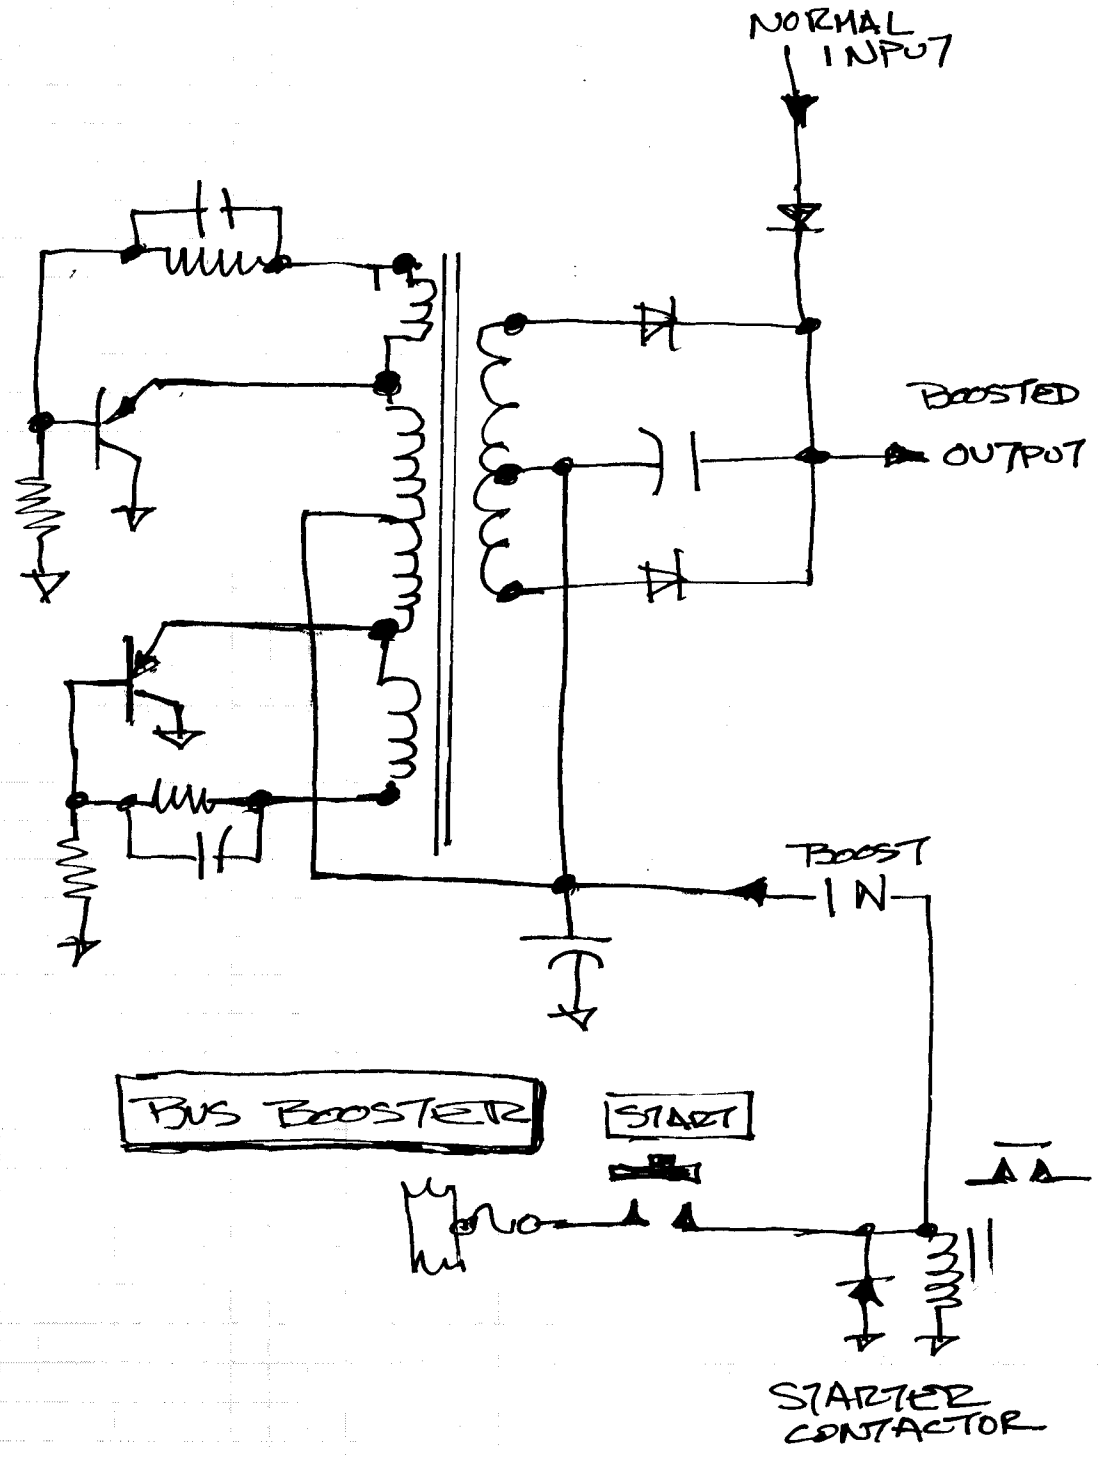 NORMAL
INPUT
BOOSTED
OUTPUT
BOOST
IN
BUS BOOSTER
START
STARTER
CONTACTOR